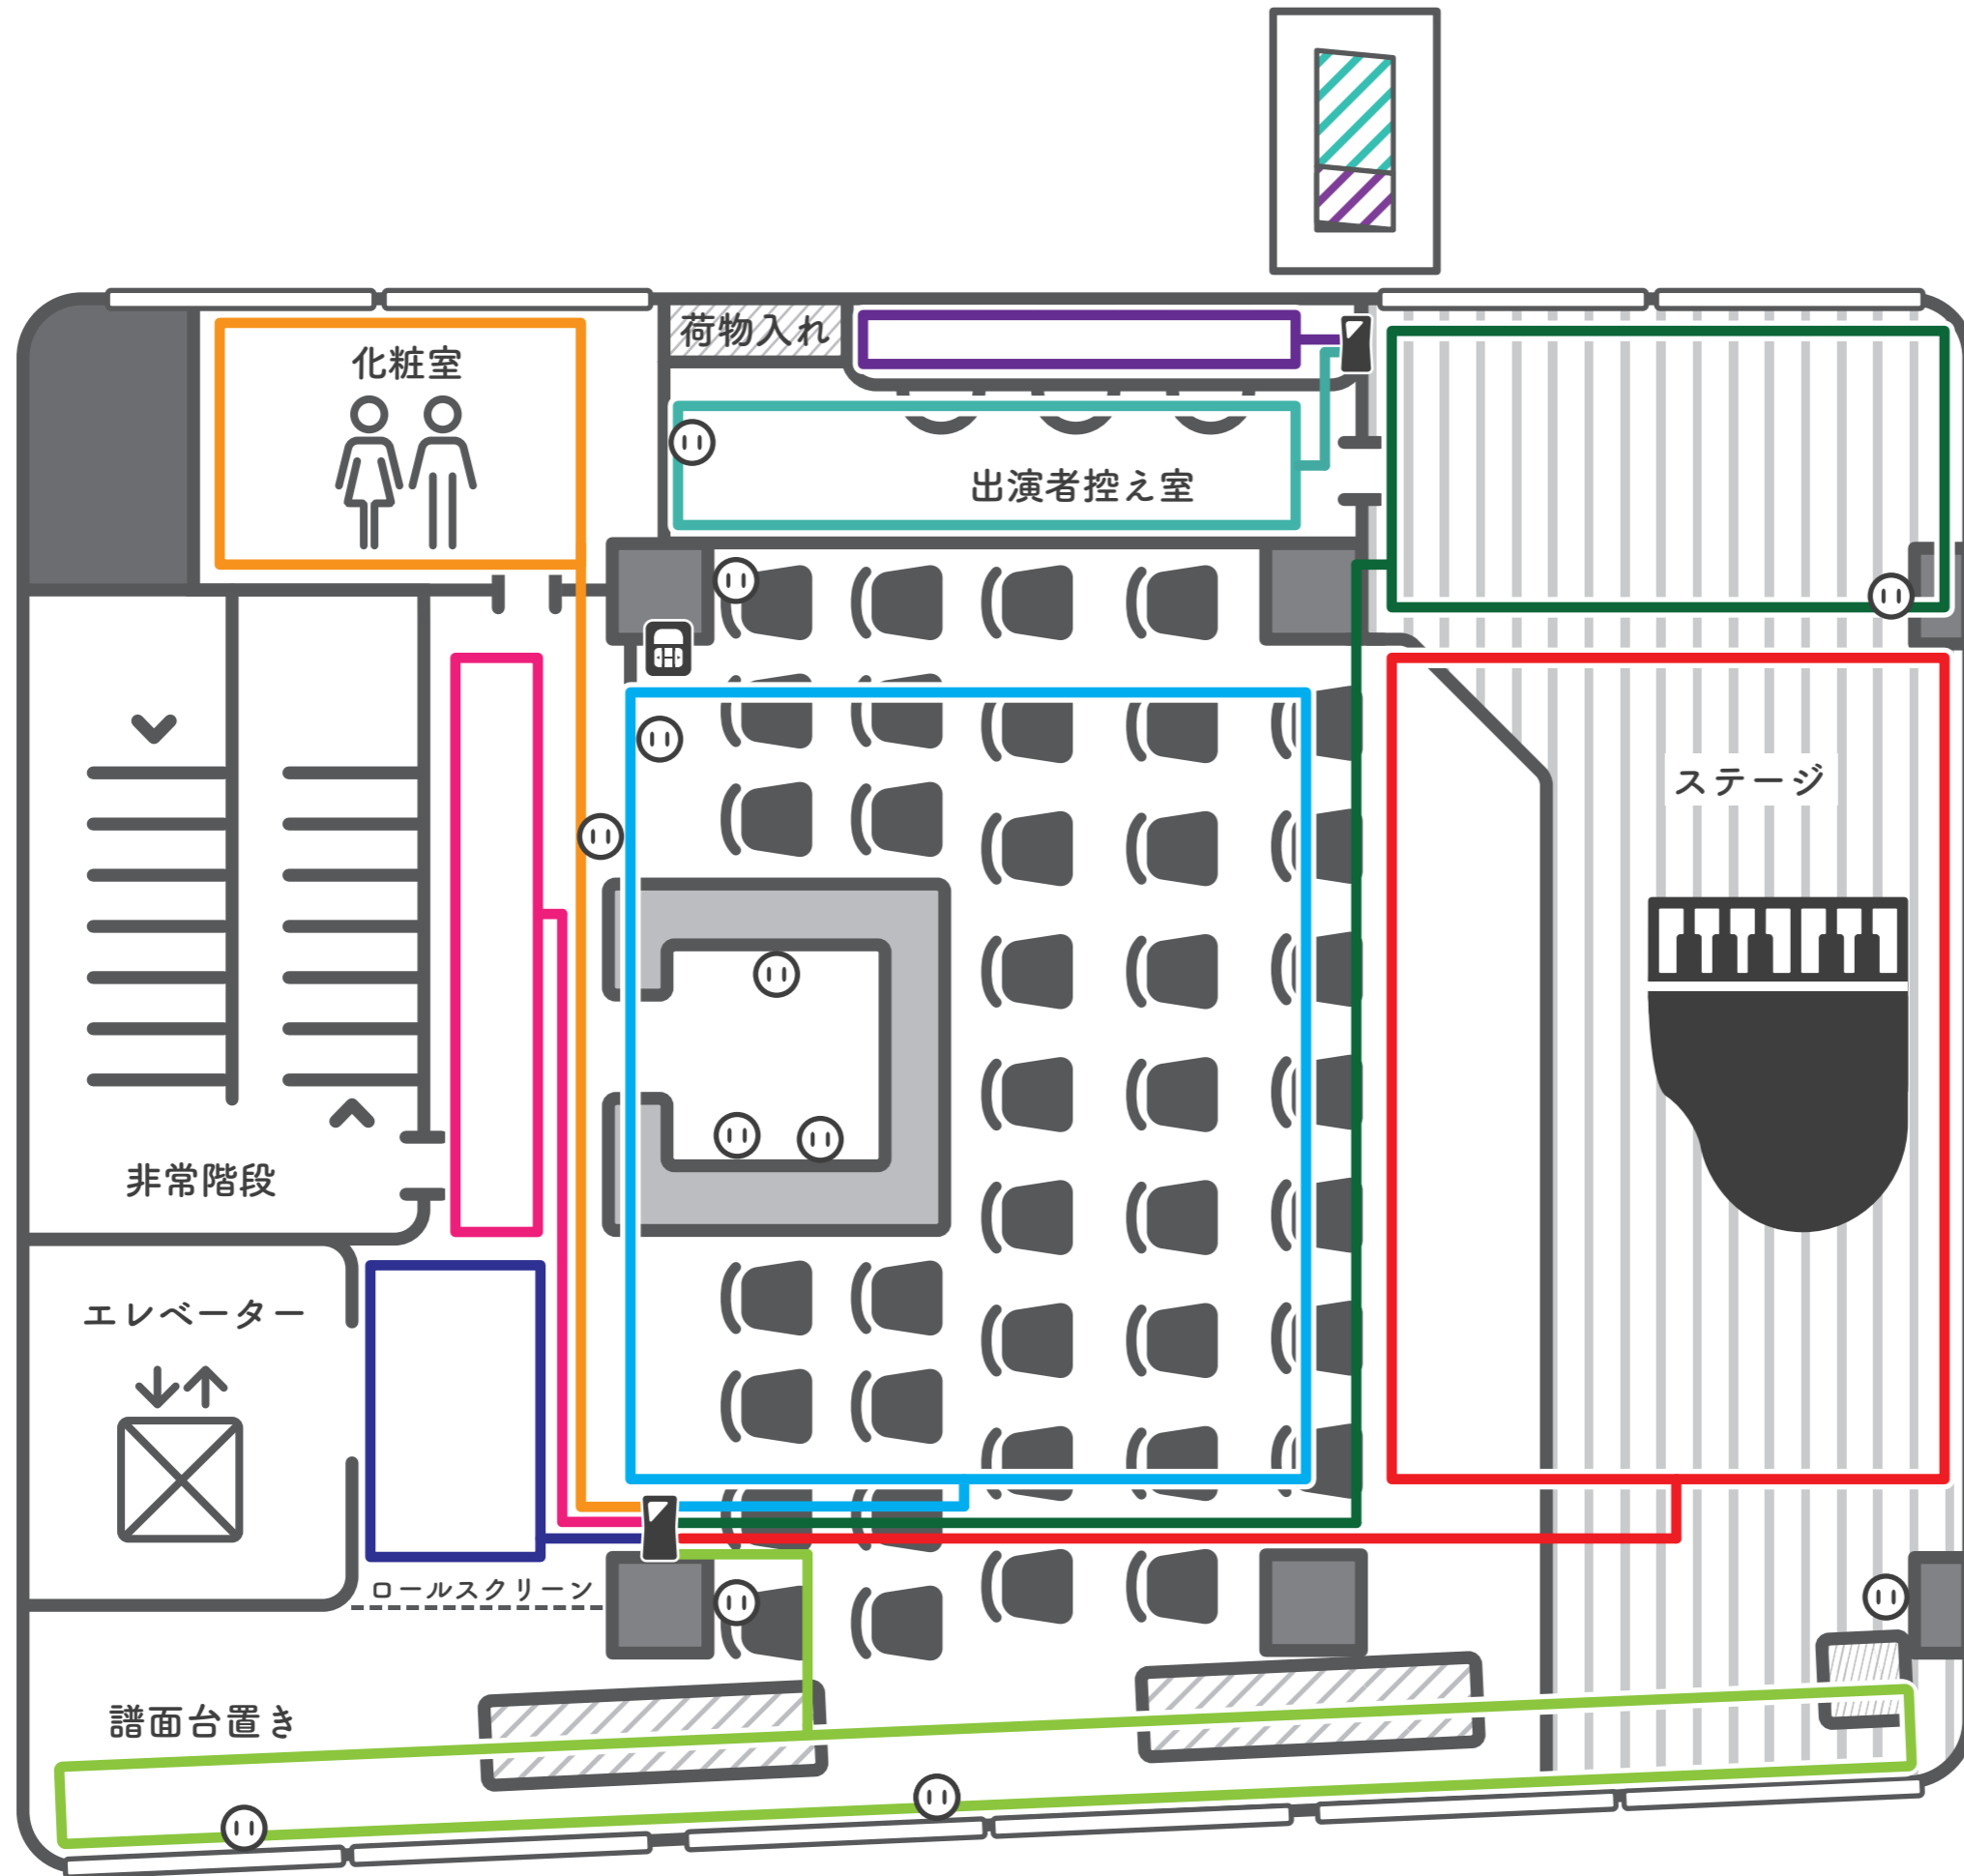 荷物入れ
化粧室
出演者控え室
ステージ
非常階段
エレベーター
ロールスクリーン
譜面台置き